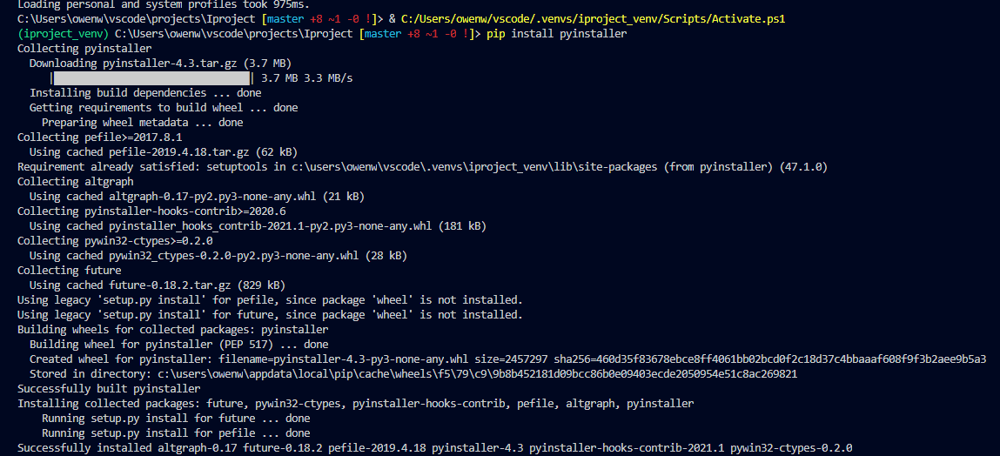 Loading personal and system profiles took 975ms.
C:\Users\owenw\vscode\projects\Iproject [master +8 ~1 -0 !]> & C:/Users/owenw/vscode/.venvs/iproject_venv/Scripts/Activate.ps1
(iproject_venv) C:\Users\owenw\vscode\projects\Iproject [master +8 ~1 -0 !]> pip install pyinstaller
Collecting pyinstaller
  Downloading pyinstaller-4.3.tar.gz (3.7 MB)
     |████████████████████████████████| 3.7 MB 3.3 MB/s
  Installing build dependencies ... done
  Getting requirements to build wheel ... done
    Preparing wheel metadata ... done
Collecting pefile>=2017.8.1
  Using cached pefile-2019.4.18.tar.gz (62 kB)
Requirement already satisfied: setuptools in c:\users\owenw\vscode\.venvs\iproject_venv\lib\site-packages (from pyinstaller) (47.1.0)
Collecting altgraph
  Using cached altgraph-0.17-py2.py3-none-any.whl (21 kB)
Collecting pyinstaller-hooks-contrib>=2020.6
  Using cached pyinstaller_hooks_contrib-2021.1-py2.py3-none-any.whl (181 kB)
Collecting pywin32-ctypes>=0.2.0
  Using cached pywin32_ctypes-0.2.0-py2.py3-none-any.whl (28 kB)
Collecting future
  Using cached future-0.18.2.tar.gz (829 kB)
Using legacy 'setup.py install' for pefile, since package 'wheel' is not installed.
Using legacy 'setup.py install' for future, since package 'wheel' is not installed.
Building wheels for collected packages: pyinstaller
  Building wheel for pyinstaller (PEP 517) ... done
  Created wheel for pyinstaller: filename=pyinstaller-4.3-py3-none-any.whl size=2457297 sha256=460d35f83678ebce8ff4061bb02bcd0f2c18d37c4bbaaaf608f9f3b2aee9b5a3
  Stored in directory: c:\users\owenw\appdata\local\pip\cache\wheels\f5\79\c9\9b8b452181d09bcc86b0e09403ecde2050954e51c8ac269821
Successfully built pyinstaller
Installing collected packages: future, pywin32-ctypes, pyinstaller-hooks-contrib, pefile, altgraph, pyinstaller
    Running setup.py install for future ... done
    Running setup.py install for pefile ... done
Successfully installed altgraph-0.17 future-0.18.2 pefile-2019.4.18 pyinstaller-4.3 pyinstaller-hooks-contrib-2021.1 pywin32-ctypes-0.2.0